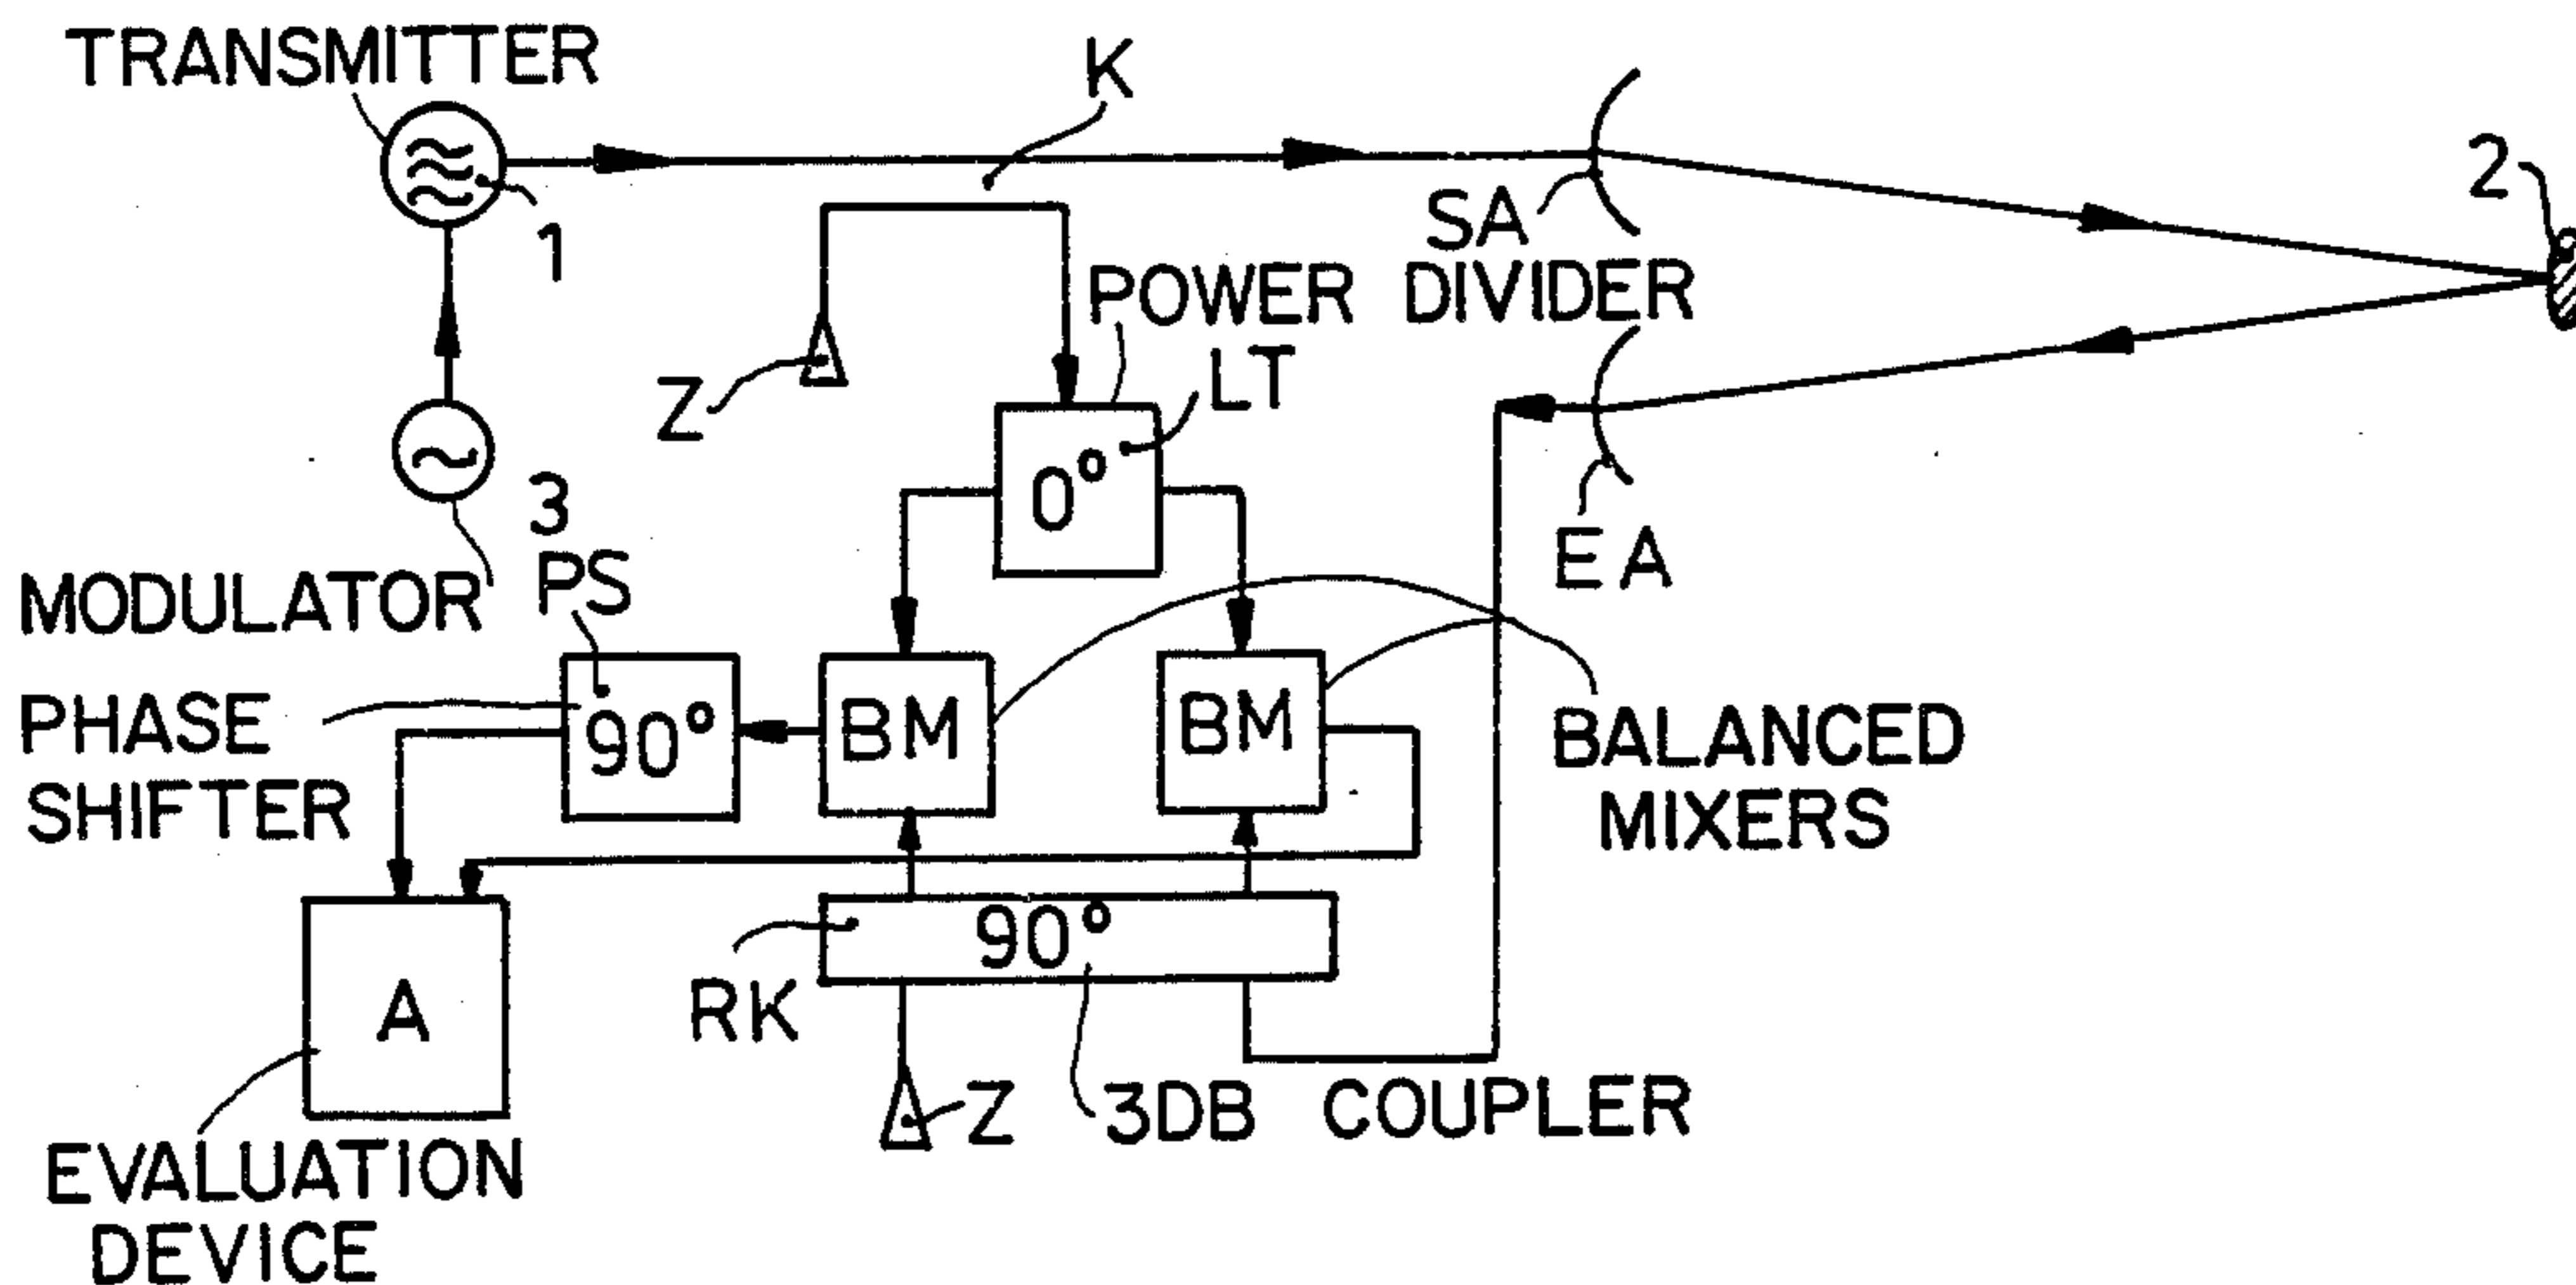 TRANSMITTER
K
1
SA
2
POWER DIVIDER
Z
LT
0°
3
EA
MODULATOR
PS
PHASE
SHIFTER
90°
BM
BM
BALANCED
MIXERS
90°
RK
A
Z
3DB COUPLER
EVALUATION
DEVICE